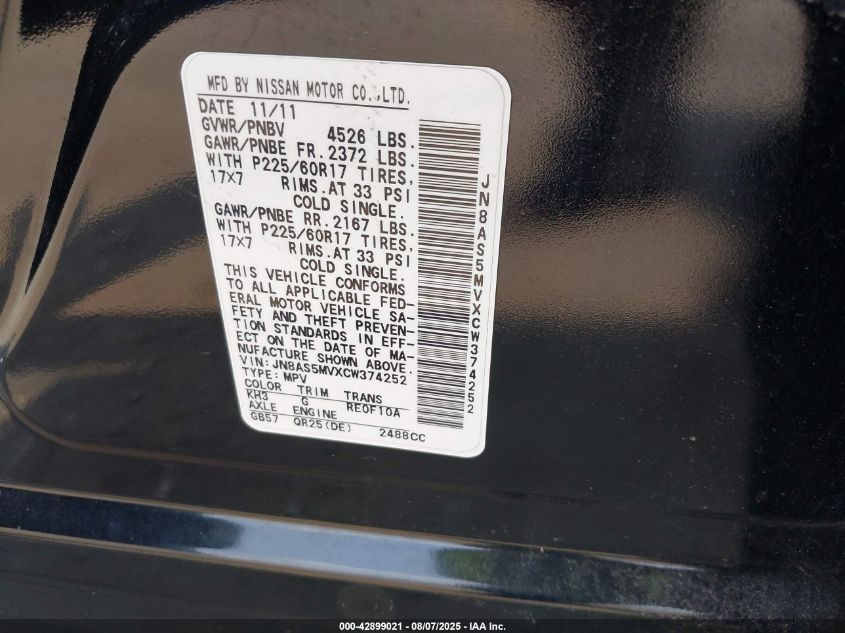 MFD BY NISSAN MOTOR CO.,LTD.
DATE 11/11
GVWR/PNBV 4526 LBS.
GAWR/PNBE FR. 2372 LBS.
WITH P225/60R17 TIRES,
17X7 RIMS.AT 33 PSI
COLD SINGLE.
GAWR/PNBE RR. 2167 LBS.
WITH P225/60R17 TIRES,
17X7 RIMS.AT 33 PSI
COLD SINGLE.
THIS VEHICLE CONFORMS
TO ALL APPLICABLE FED-
ERAL MOTOR VEHICLE SA-
FETY AND THEFT PREVEN-
TION STANDARDS IN EFF-
ECT ON THE DATE OF MA-
NUFACTURE SHOWN ABOVE.
VIN: JN8AS5MVXCW374252
TYPE: MPV
COLOR TRIM TRANS
KH3 G RE0F10A
AXLE ENGINE
GB57 QR25(DE) 2488CC
JN8AS5MVXCW374252
000-42899021 - 08/07/2025 - IAA Inc.